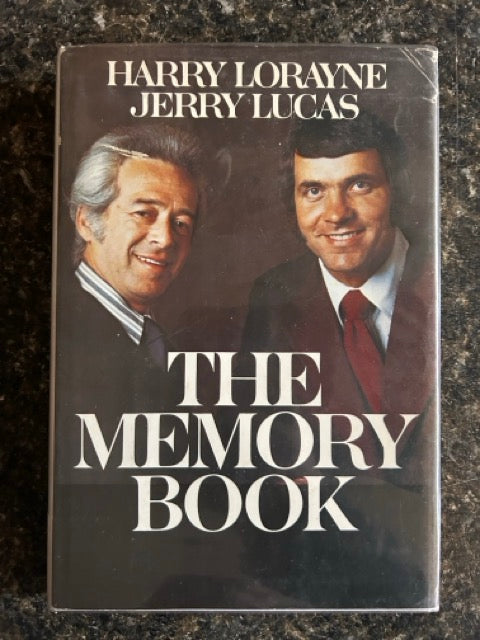 HARRY LORAYNE
JERRY LUCAS
THE
MEMORY
BOOK